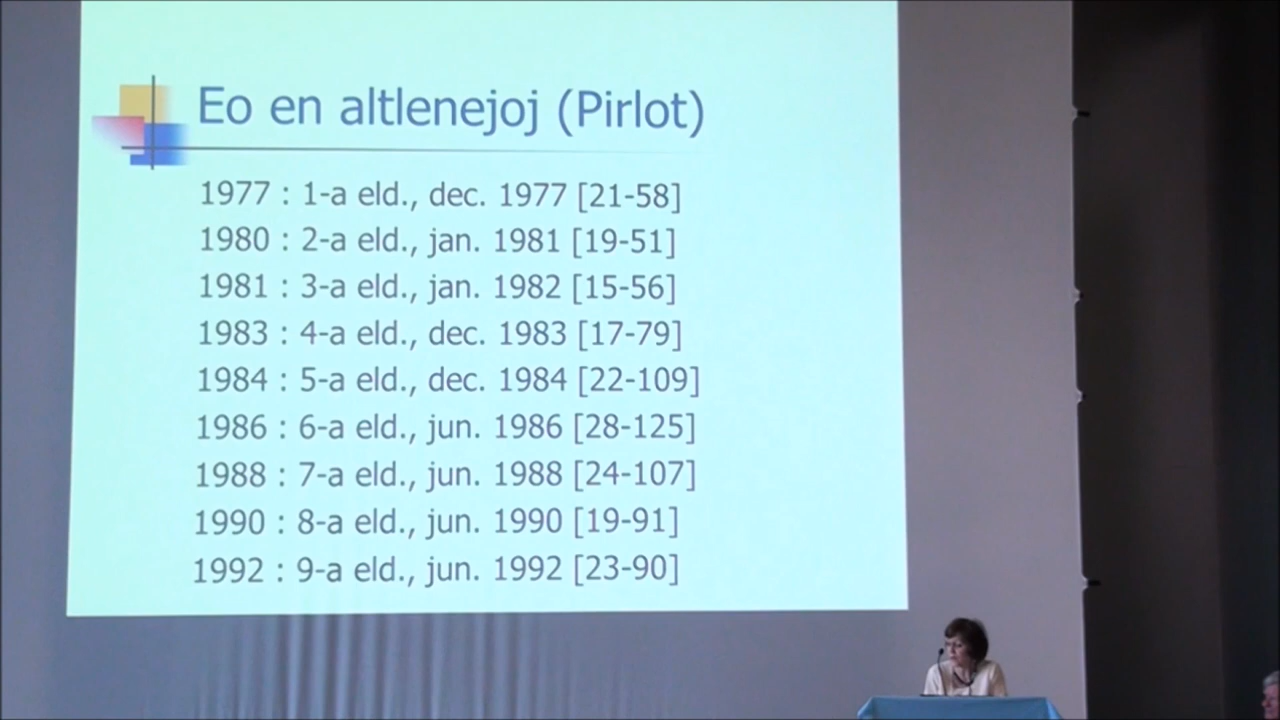 Eo en altlenejoj (Pirlot)
1977 : 1-a eld., dec. 1977 [21-58]
1980 : 2-a eld., jan. 1981 [19-51]
1981 : 3-a eld., jan. 1982 [15-56]
1983 : 4-a eld., dec. 1983 [17-79]
1984 : 5-a eld., dec. 1984 [22-109]
1986 : 6-a eld., jun. 1986 [28-125]
1988 : 7-a eld., jun. 1988 [24-107]
1990 : 8-a eld., jun. 1990 [19-91]
1992 : 9-a eld., jun. 1992 [23-90]